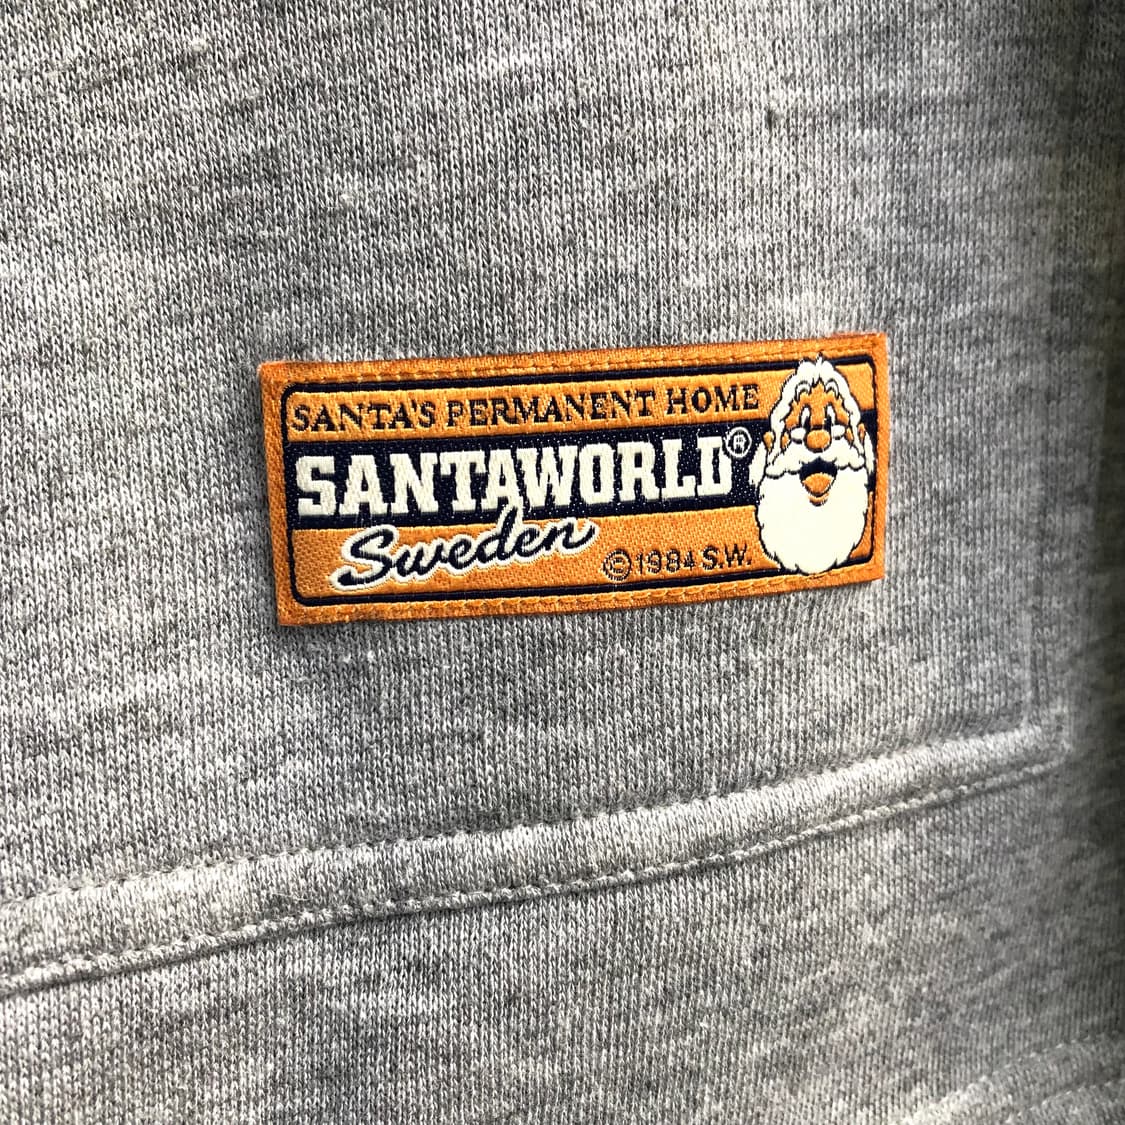 SANTA'S PERMANENT HOME
SANTAWORLD®
Sweden
©1984 S.W.